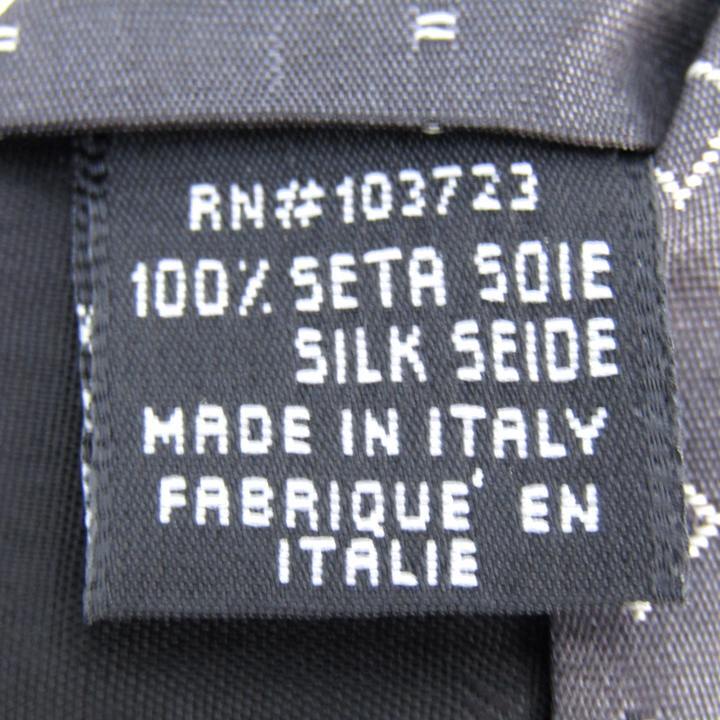 RN#103723
100% SETA SOIE
SILK SEIDE
MADE IN ITALY
FABRIQUE' EN
ITALIE